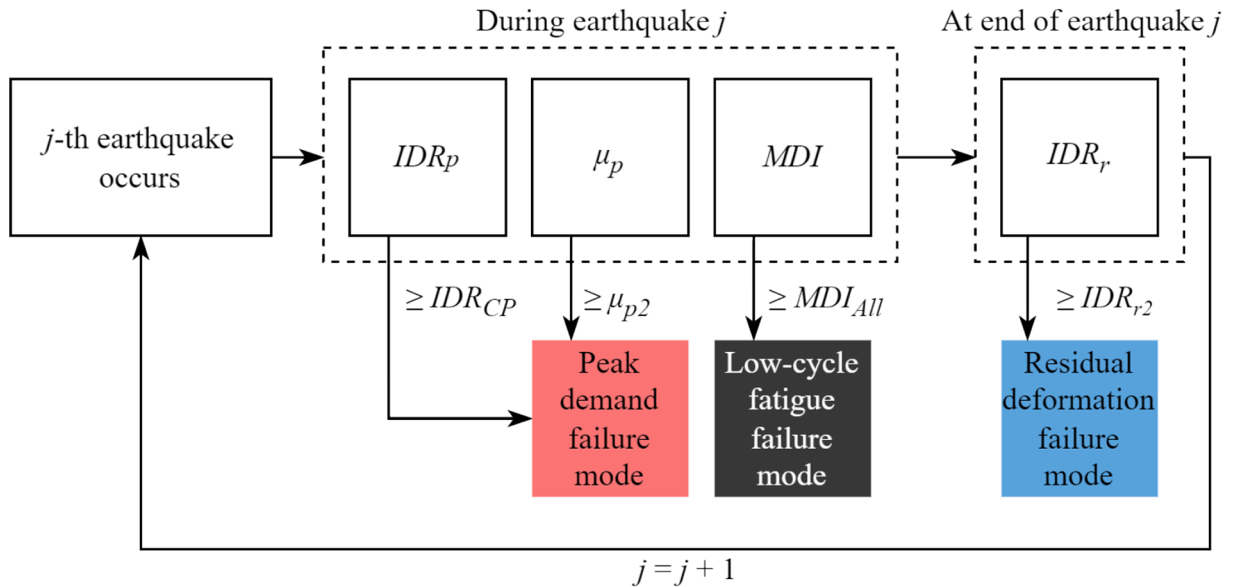 During earthquake j
At end of earthquake j
j-th earthquake
occurs
IDRp
μp
MDI
IDRr
≥ IDRCP
≥ μp2
≥ MDIAll
≥ IDRr2
Peak
demand
failure
mode
Low-cycle
fatigue
failure
mode
Residual
deformation
failure
mode
j = j + 1